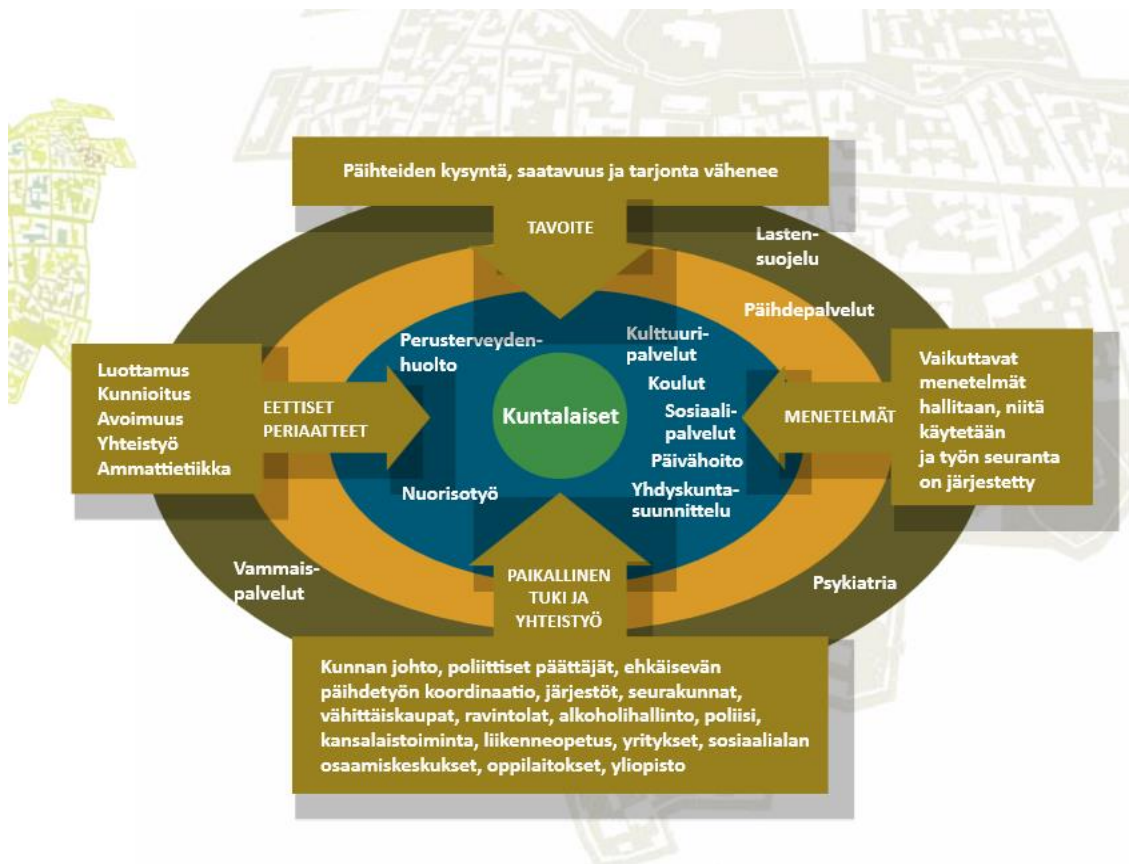 Päihteiden kysyntä, saatavuus ja tarjonta vähenee
TAVOITE
Lasten-
suojelu
Päihdepalvelut
Perusterveyden-
huolto
Kulttuuri-
palvelut
Koulut
Sosiaali-
palvelut
Päivähoito
Yhdyskunta-
suunnittelu
Kuntalaiset
Nuorisotyö
Luottamus
Kunnioitus
Avoimuus
Yhteistyö
Ammattietiikka
EETTISET
PERIAATTEET
MENETELMÄT
Vaikuttavat
menetelmät
hallitaan, niitä
käytetään
ja työn seuranta
on järjestetty
Vammais-
palvelut
Psykiatria
PAIKALLINEN
TUKI JA
YHTEISTYÖ
Kunnan johto, poliittiset päättäjät, ehkäisevän
päihdetyön koordinaatio, järjestöt, seurakunnat,
vähittäiskaupat, ravintolat, alkoholihallinto, poliisi,
kansalaistoiminta, liikenneopetus, yritykset, sosiaalialan
osaamiskeskukset, oppilaitokset, yliopisto